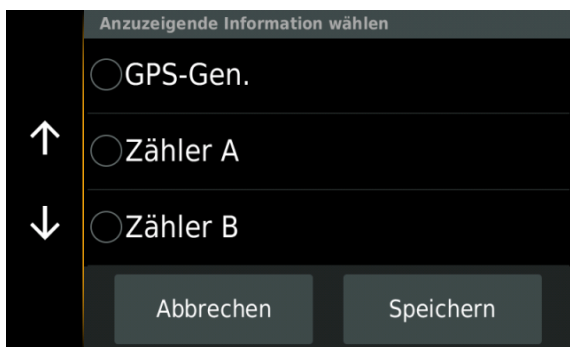 Anzuzeigende Information wählen
GPS-Gen.
Zähler A
Zähler B
Abbrechen
Speichern